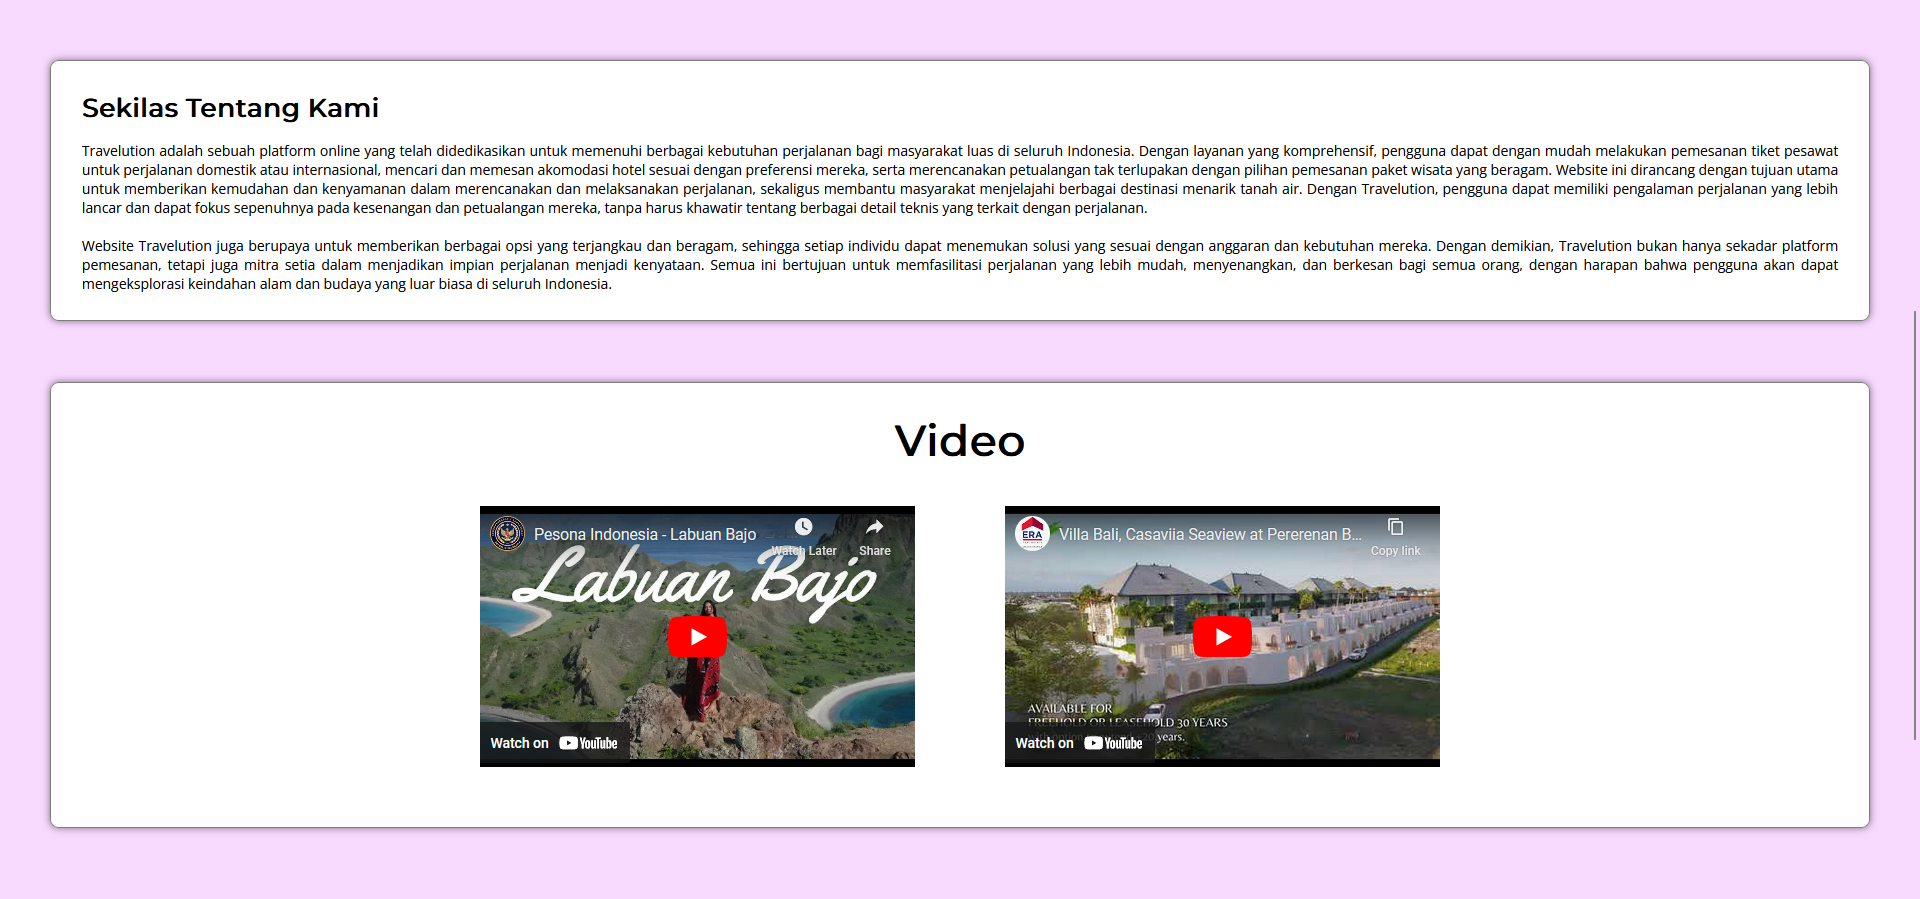 Sekilas Tentang Kami
Travelution adalah sebuah platform online yang telah didedikasikan untuk memenuhi berbagai kebutuhan perjalanan bagi masyarakat luas di seluruh Indonesia. Dengan layanan yang komprehensif, pengguna dapat dengan mudah melakukan pemesanan tiket pesawat
untuk perjalanan domestik atau internasional, mencari dan memesan akomodasi hotel sesuai dengan preferensi mereka, serta merencanakan petualangan tak terlupakan dengan pilihan pemesanan paket wisata yang beragam. Website ini dirancang dengan tujuan utama
untuk memberikan kemudahan dan kenyamanan dalam merencanakan dan melaksanakan perjalanan, sekaligus membantu masyarakat menjelajahi berbagai destinasi menarik tanah air. Dengan Travelution, pengguna dapat memiliki pengalaman perjalanan yang lebih
lancar dan dapat fokus sepenuhnya pada kesenangan dan petualangan mereka, tanpa harus khawatir tentang berbagai detail teknis yang terkait dengan perjalanan.
Website Travelution juga berupaya untuk memberikan berbagai opsi yang terjangkau dan beragam, sehingga setiap individu dapat menemukan solusi yang sesuai dengan anggaran dan kebutuhan mereka. Dengan demikian, Travelution bukan hanya sekadar platform
pemesanan, tetapi juga mitra setia dalam menjadikan impian perjalanan menjadi kenyataan. Semua ini bertujuan untuk memfasilitasi perjalanan yang lebih mudah, menyenangkan, dan berkesan bagi semua orang, dengan harapan bahwa pengguna akan dapat
mengeksplorasi keindahan alam dan budaya yang luar biasa di seluruh Indonesia.
Video
Pesona Indonesia - Labuan Bajo
Watch Later
Share
Labuan Bajo
Watch on YouTube
ERA
Villa Bali, Casaviia Seaview at Pererenan B...
Copy link
AVAILABLE FOR
FREEHOLD OR LEASEHOLD 30 YEARS
years.
Watch on YouTube